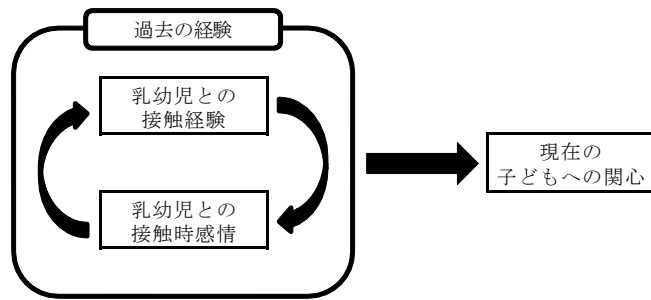 過去の経験
乳幼児との
接触経験
乳幼児との
接触時感情
現在の
子どもへの関心